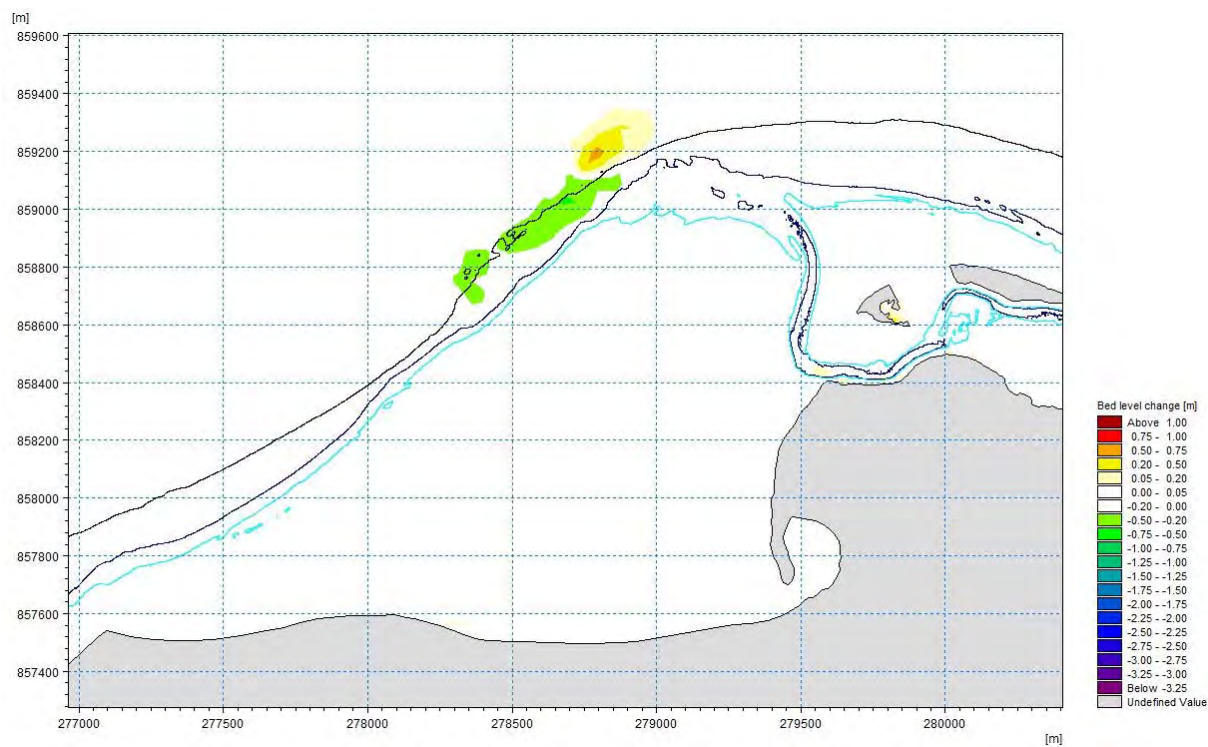 [m]
859600
859400
859200
859000
858800
858600
858400
858200
858000
857800
857600
857400
277000 277500 278000 278500 279000 279500 280000
[m]
Bed level change [m]
Above 1.00
0.75 - 1.00
0.50 - 0.75
0.20 - 0.50
0.05 - 0.20
0.00 - 0.05
-0.20 - 0.00
-0.50 - -0.20
-0.75 - -0.50
-1.00 - -0.75
-1.25 - -1.00
-1.50 - -1.25
-1.75 - -1.50
-2.00 - -1.75
-2.25 - -2.00
-2.50 - -2.25
-2.75 - -2.50
-3.00 - -2.75
-3.25 - -3.00
Below -3.25
Undefined Value